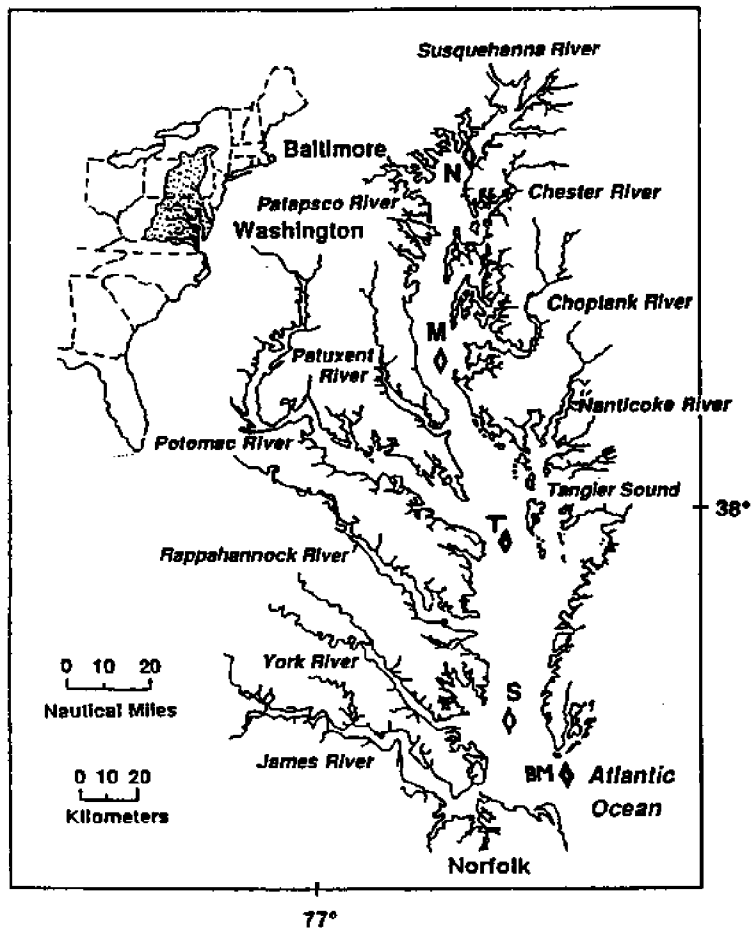 Susquehanna River
Baltimore
N
Patapsco River
Chester River
Washington
Choptank River
M
Patuxent
River
Nanticoke River
Potomac River
Tangier Sound
T
38°
Rappahannock River
0 10 20
Nautical Miles
York River
S
James River
BM
Atlantic
Ocean
0 10 20
Kilometers
Norfolk
77°